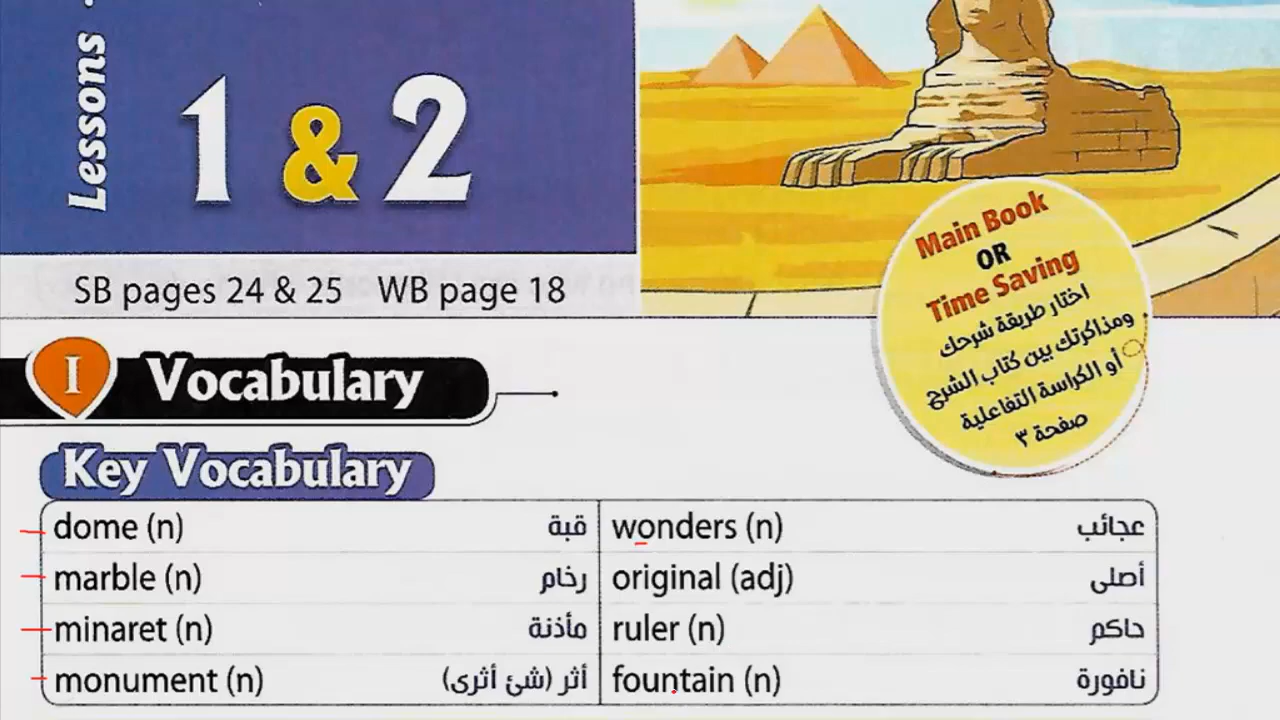 Lessons
1 & 2
SB pages 24 & 25 WB page 18
Main Book
OR
Time Saving
اختار طريقة شرحك
ومذاكرتك بين كتاب الشرح
أو الكراسة التفاعلية
صفحة ٣
I Vocabulary
Key Vocabulary
dome (n) قبة wonders (n) عجائب
marble (n) رخام original (adj) أصلى
minaret (n) مأذنة ruler (n) حاكم
monument (n) أثر (شئ أثرى) fountain (n) نافورة